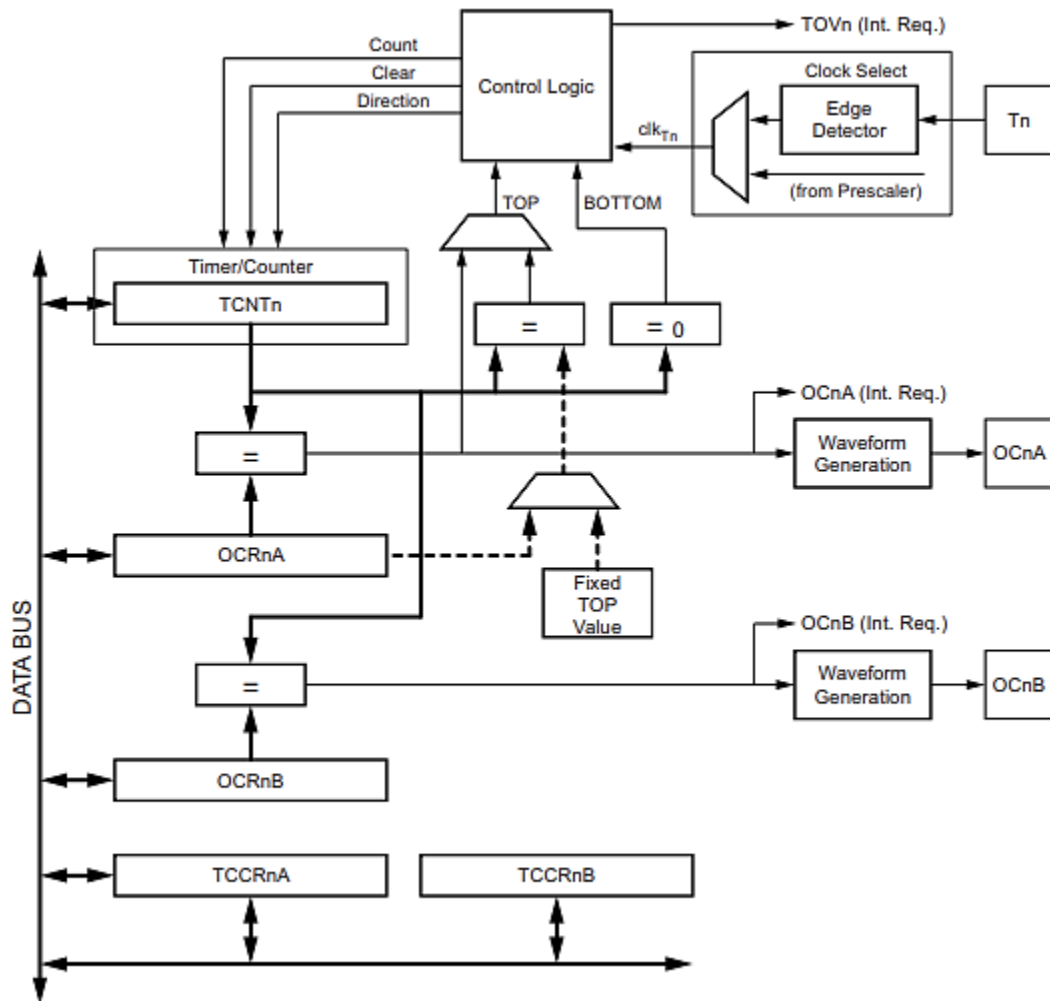 TOVn (Int. Req.)
Count
Clear
Direction
Control Logic
Clock Select
Edge
Detector
Tn
clkTn
(from Prescaler)
TOP
BOTTOM
Timer/Counter
TCNTn
=
= 0
OCnA (Int. Req.)
=
Waveform
Generation
OCnA
OCRnA
Fixed
TOP
Value
DATA BUS
OCnB (Int. Req.)
=
Waveform
Generation
OCnB
OCRnB
TCCRnA
TCCRnB